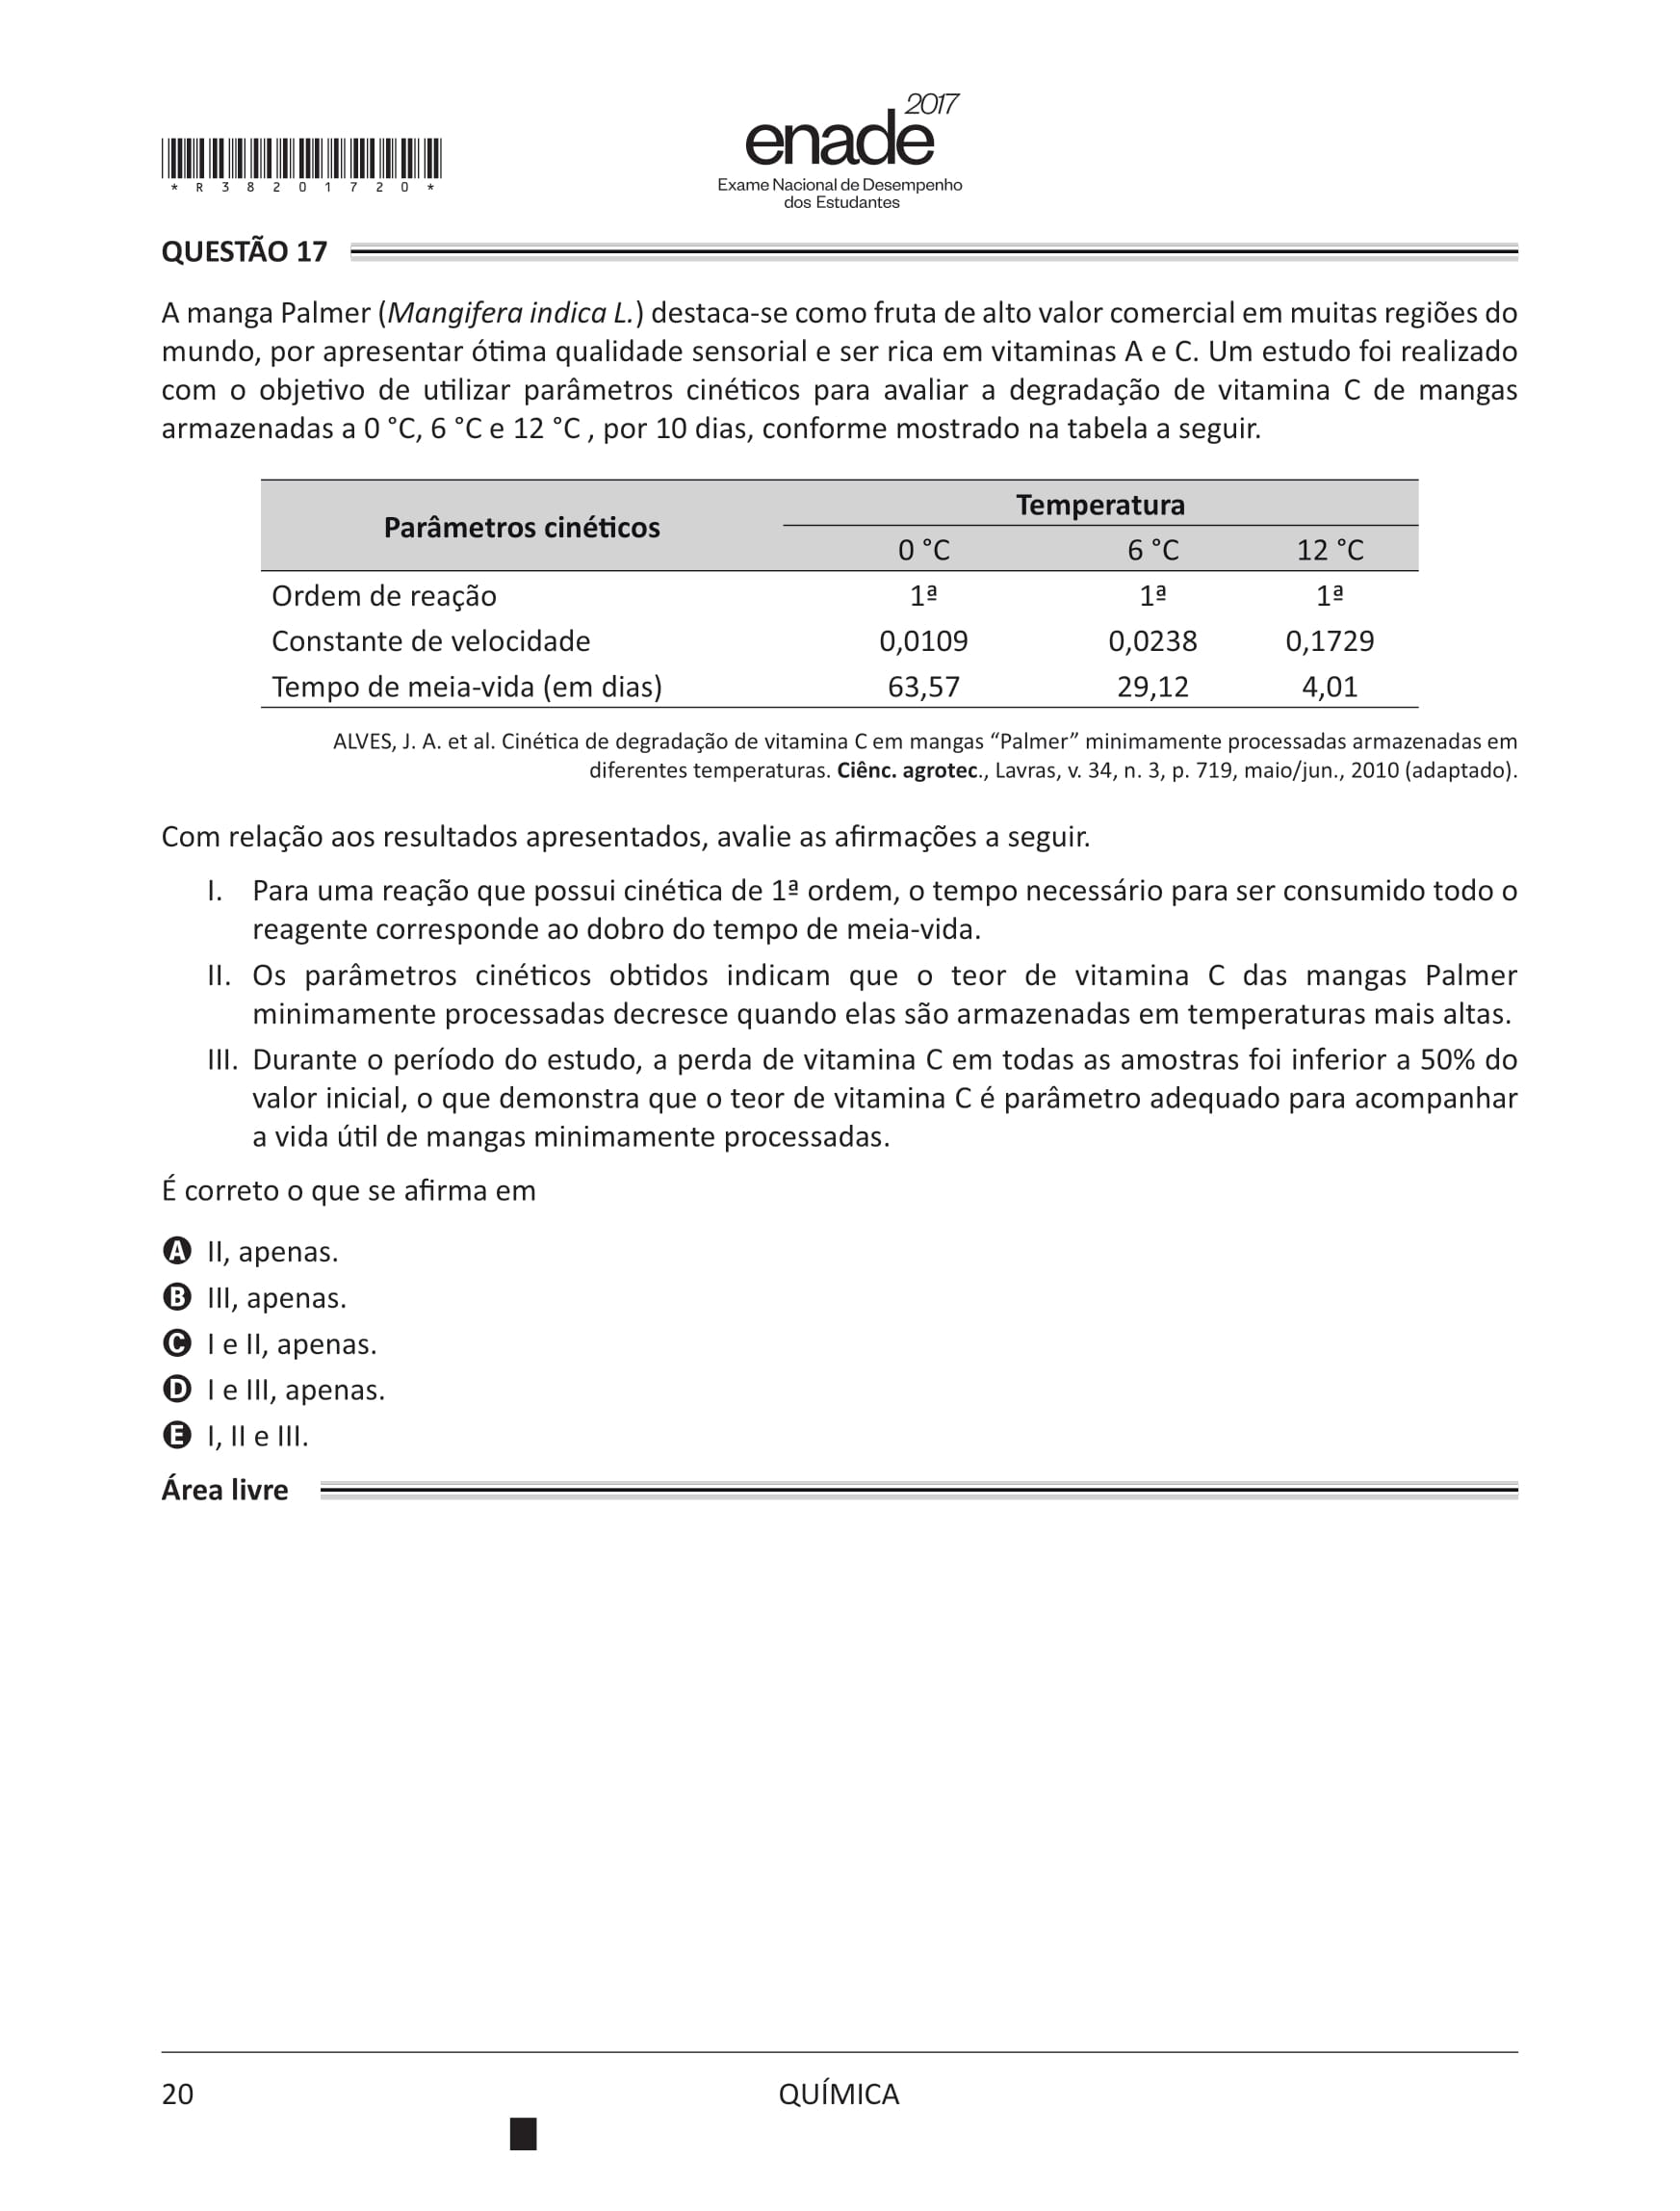 * R 3 8 2 0 1 7 2 0 *
enade 2017
Exame Nacional de Desempenho
dos Estudantes
QUESTÃO 17
A manga Palmer (Mangifera indica L.) destaca-se como fruta de alto valor comercial em muitas regiões do
mundo, por apresentar ótima qualidade sensorial e ser rica em vitaminas A e C. Um estudo foi realizado
com o objetivo de utilizar parâmetros cinéticos para avaliar a degradação de vitamina C de mangas
armazenadas a 0 °C, 6 °C e 12 °C , por 10 dias, conforme mostrado na tabela a seguir.
Parâmetros cinéticos Temperatura
0 °C 6 °C 12 °C
Ordem de reação 1ª 1ª 1ª
Constante de velocidade 0,0109 0,0238 0,1729
Tempo de meia-vida (em dias) 63,57 29,12 4,01
ALVES, J. A. et al. Cinética de degradação de vitamina C em mangas “Palmer” minimamente processadas armazenadas em
diferentes temperaturas. Ciênc. agrotec., Lavras, v. 34, n. 3, p. 719, maio/jun., 2010 (adaptado).
Com relação aos resultados apresentados, avalie as afirmações a seguir.
I. Para uma reação que possui cinética de 1ª ordem, o tempo necessário para ser consumido todo o
reagente corresponde ao dobro do tempo de meia-vida.
II. Os parâmetros cinéticos obtidos indicam que o teor de vitamina C das mangas Palmer
minimamente processadas decresce quando elas são armazenadas em temperaturas mais altas.
III. Durante o período do estudo, a perda de vitamina C em todas as amostras foi inferior a 50% do
valor inicial, o que demonstra que o teor de vitamina C é parâmetro adequado para acompanhar
a vida útil de mangas minimamente processadas.
É correto o que se afirma em
A II, apenas.
B III, apenas.
C I e II, apenas.
D I e III, apenas.
E I, II e III.
Área livre
20 QUÍMICA